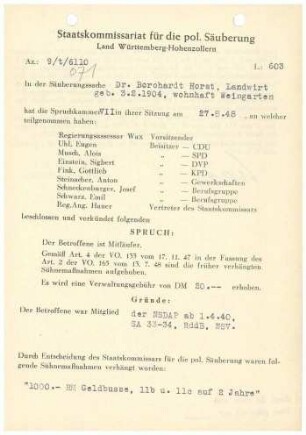 Staatskommissariat für die pol. Säuberung
Land Württemberg-Hohenzollern
Az.: 9/t/6110
071
L.: 603
In der Säuberungssache Dr. Borchardt Horst, Landwirt
geb. 3.2.1904, wohnhaft Weingarten
hat die Spruchkammer VII in ihrer Sitzung am 27.8.48, an welcher
teilgenommen haben:
Regierungsassessor Wax Vorsitzender
Uhl, Eugen Beisitzer — CDU
Musch, Alois „ — SPD
Einstein, Sigbert „ — DVP
Fink, Gottlieb „ — KPD
Steinacher, Anton „ — Gewerkschaften
Schneckenburger, Josef „ — Berufsgruppe
Schwarz, Emil „ — Berufsgruppe
Reg.Ang. Hauer Vertreter des Staatskommissars
beschlossen und verkündet folgenden
SPRUCH:
Der Betroffene ist Mitläufer.
Gemäß Art. 4 der VO. 133 vom 17. 11. 47 in der Fassung des
Art. 2 der VO. 165 vom 13. 7. 48 sind die früher verhängten
Sühnemaßnahmen aufgehoben.
Es wird eine Verwaltungsgebühr von DM 20.-- erhoben.
Gründe:
Der Betroffene war Mitglied der NSDAP ab 1.4.40,
SA 33-34, NSV.
Durch Entscheidung des Staatskommissars für die pol. Säuberung waren fol-
gende Sühnemaßnahmen verhängt worden:
"1000.- RM Geldbusse, 11b u. 11c auf 2 Jahre"